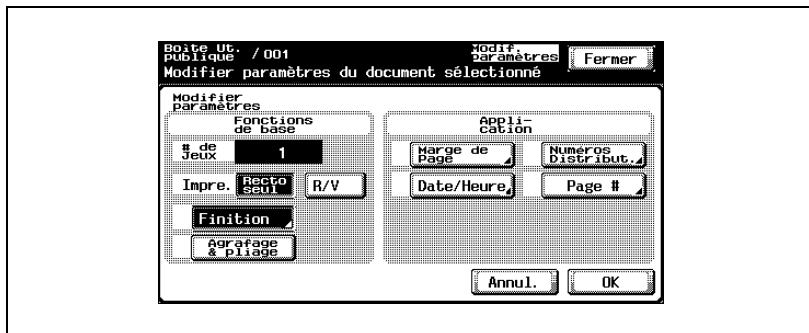 Boîte Ut.
publique / 001
Modif.
paramètres
Fermer
Modifier paramètres du document sélectionné
Modifier
paramètres
Fonctions
de base
# de
Jeux
1
Impre.
Recto
seul
R/V
Finition
Agrafage
& pliage
Appli-
cation
Marge de
Page
Numéros
Distribut.
Date/Heure
Page #
Annul.
OK